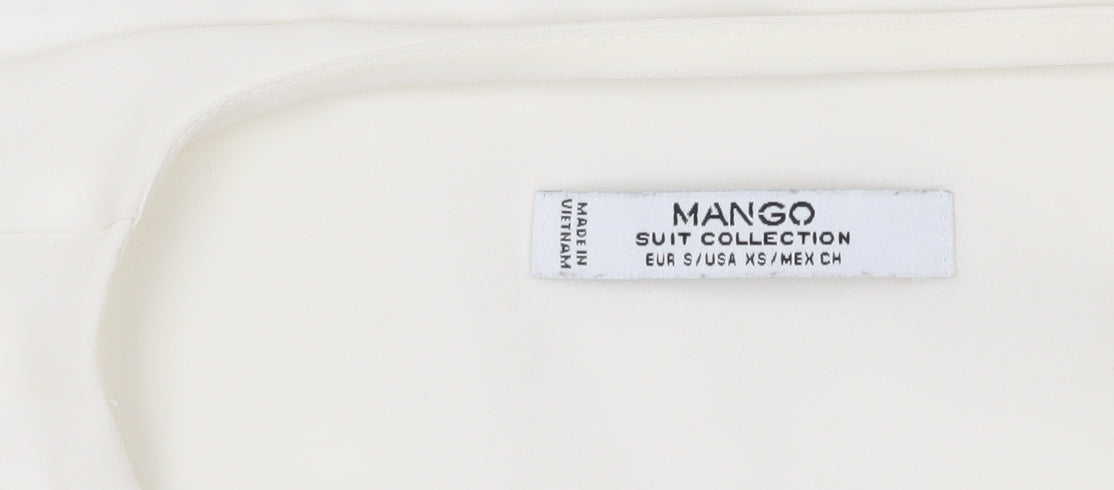 MANGO
SUIT COLLECTION
EUR S/USA XS/MEX CH
MADE IN
VIETNAM